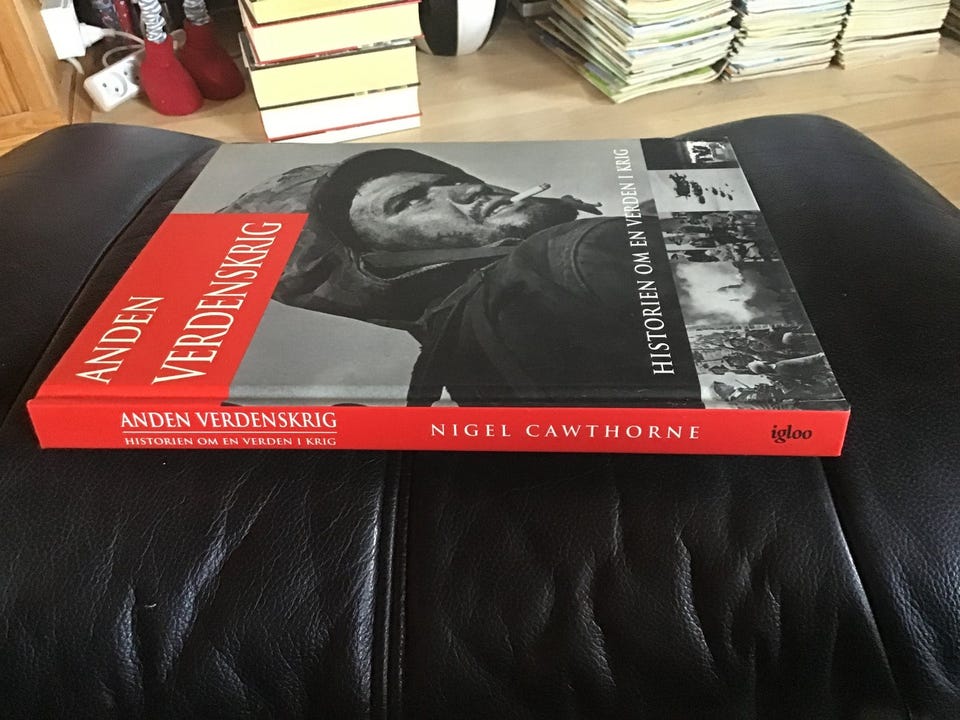 ANDEN
VERDENSKRIG
HISTORIEN OM EN VERDEN I KRIG
ANDEN VERDENSKRIG
HISTORIEN OM EN VERDEN I KRIG
NIGEL CAWTHORNE
igloo